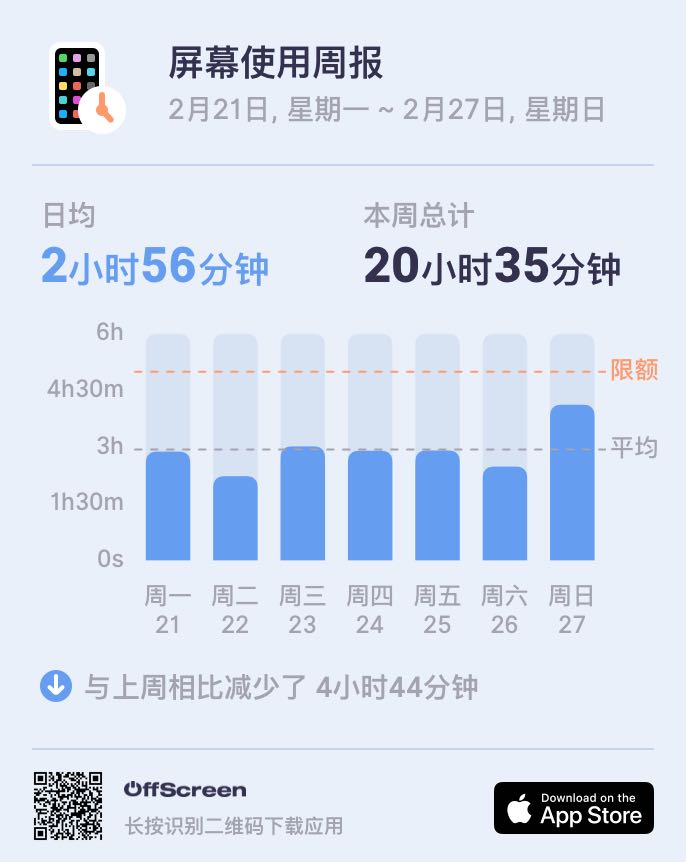 屏幕使用周报
2月21日, 星期一 ~ 2月27日, 星期日
日均
本周总计
2小时56分钟
20小时35分钟
6h
限额
4h30m
3h
平均
1h30m
0s
周一 周二 周三 周四 周五 周六 周日
21 22 23 24 25 26 27
与上周相比减少了 4小时44分钟
OffScreen
长按识别二维码下载应用
Download on the
App Store